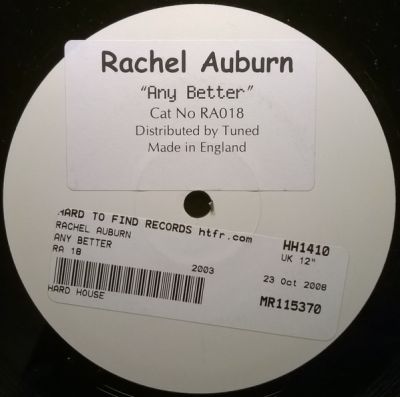 Rachel Auburn
“Any Better”
Cat No RA018
Distributed by Tuned
Made in England
HARD TO FIND RECORDS htfr.com
RACHEL AUBURN
ANY BETTER
RA 18
HH1410
UK 12"
2003
23 Oct 2008
HARD HOUSE
MR115370